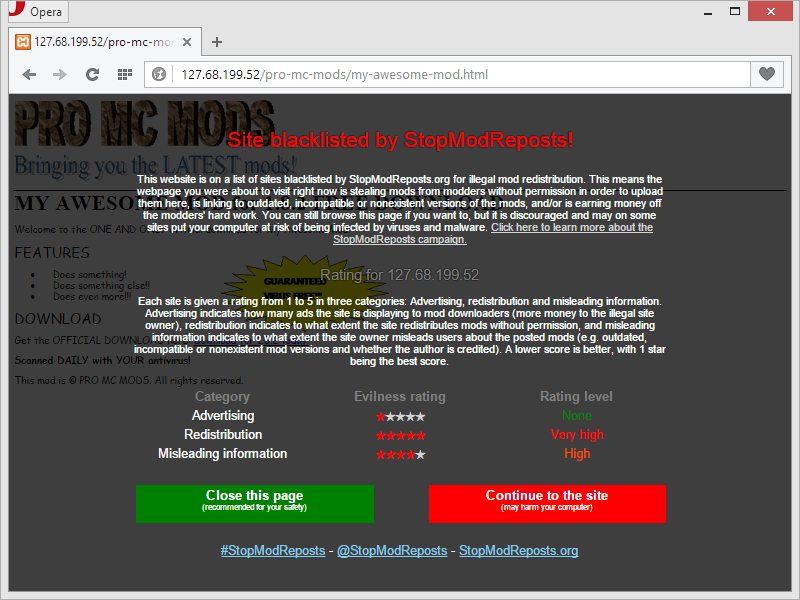 Opera
127.68.199.52/pro-mc-mo
127.68.199.52/pro-mc-mods/my-awesome-mod.html
PRO MC MODS
Bringing you the LATEST mods!
Site blacklisted by StopModReposts!
This website is on a list of sites blacklisted by StopModReposts.org for illegal mod redistribution. This means the
webpage you were about to visit right now is stealing mods from modders without permission in order to upload
them here, is linking to outdated, incompatible or nonexistent versions of the mods, and/or is earning money off
the modders' hard work. You can still browse this page if you want to, but it is discouraged and may on some
sites put your computer at risk of being infected by viruses and malware. Click here to learn more about the
StopModReposts campaign.
MY AWESOME MOD
Welcome to the ONE AND
FEATURES
Does something!
Does something else!!
Does even more!!!
GUARANTEED
VIRUS FREE
Rating for 127.68.199.52
Each site is given a rating from 1 to 5 in three categories: Advertising, redistribution and misleading information.
Advertising indicates how many ads the site is displaying to mod downloaders (more money to the illegal site
owner), redistribution indicates to what extent the site redistributes mods without permission, and misleading
information indicates to what extent the site owner misleads users about the posted mods (e.g. outdated,
incompatible or nonexistent mod versions and whether the author is credited). A lower score is better, with 1 star
being the best score.
DOWNLOAD
Get the OFFICIAL DOWNLOAD
Scanned DAILY with YOUR antivirus!
This mod is © PRO MC MODS. All rights reserved.
Category Evilness rating Rating level
Advertising ★★★★★ None
Redistribution ★★★★★ Very high
Misleading information ★★★★★ High
Close this page
(recommended for your safety)
Continue to the site
(may harm your computer)
#StopModReposts - @StopModReposts - StopModReposts.org